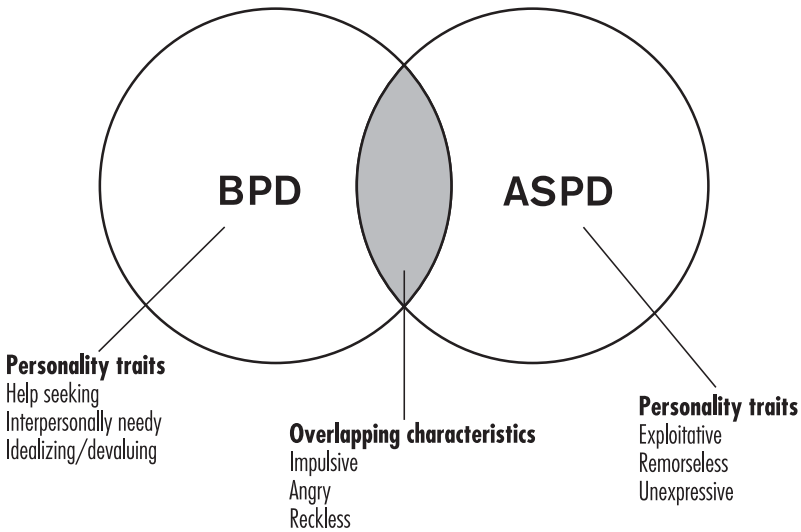 BPD
ASPD
Personality traits
Help seeking
Interpersonally needy
Idealizing/devaluing
Overlapping characteristics
Impulsive
Angry
Reckless
Personality traits
Exploitative
Remorseless
Unexpressive